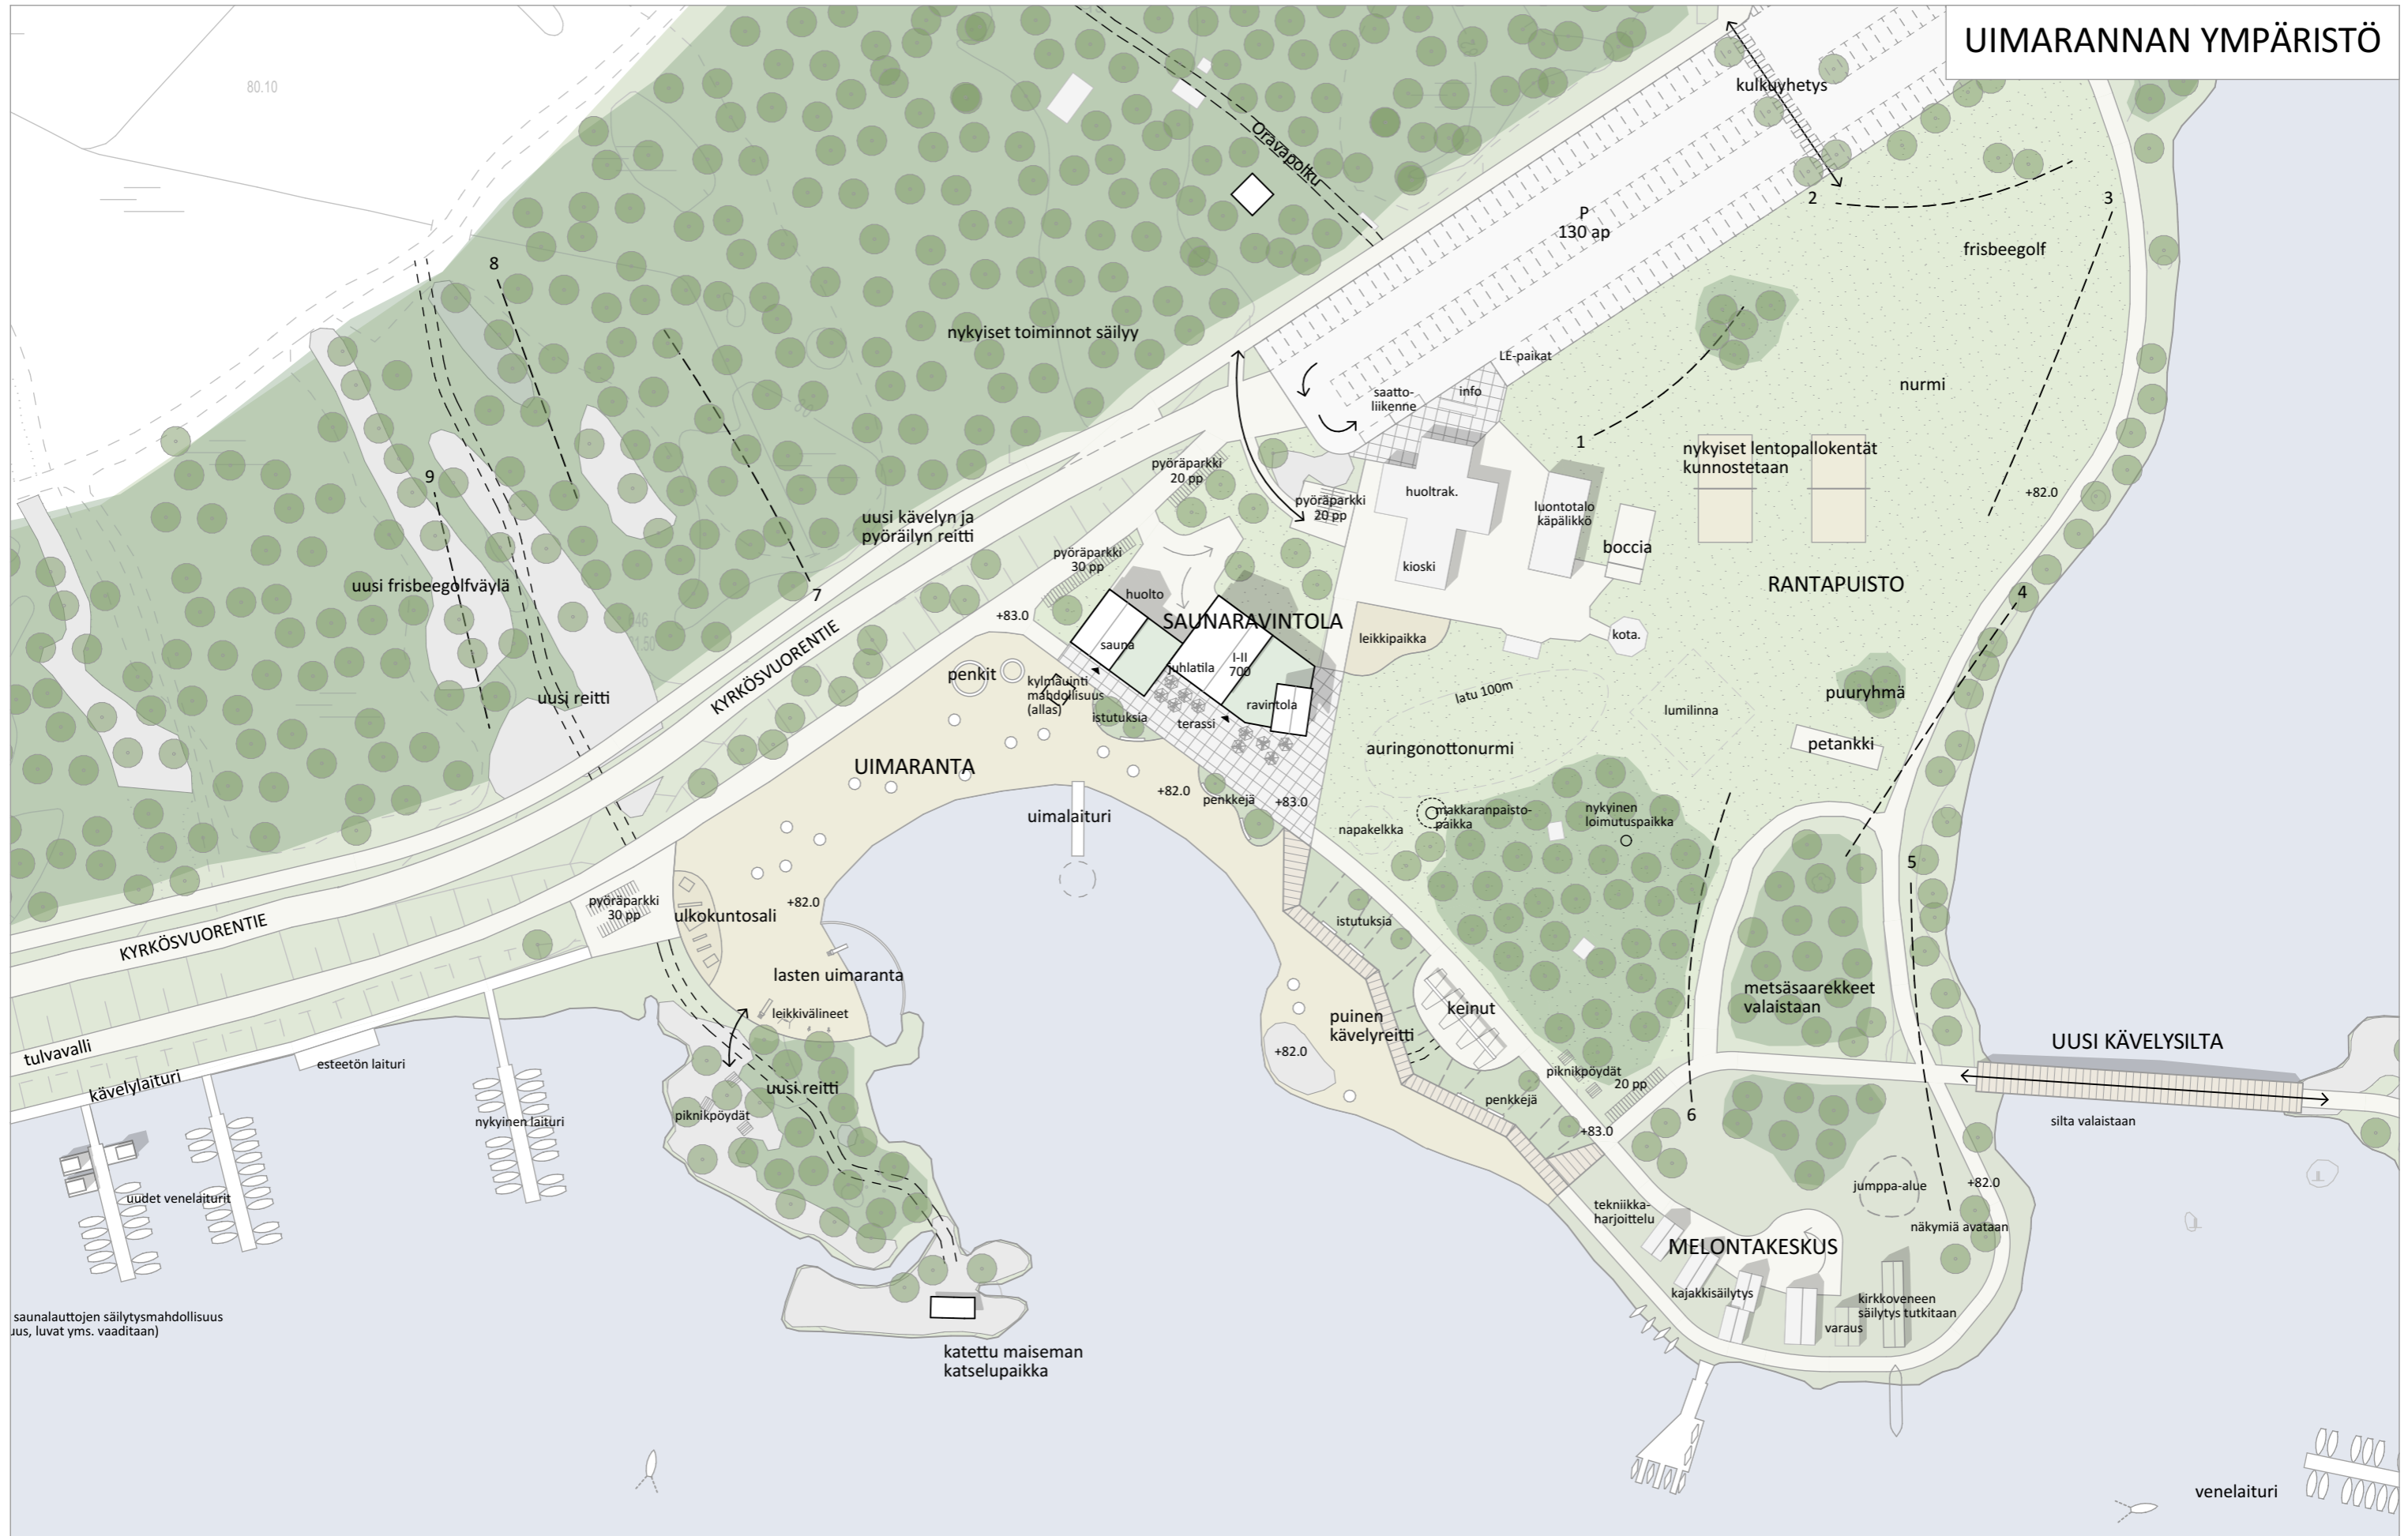 UIMARANNAN YMPÄRISTÖ
80.10
kulkuyhetys
Oravapolku
2
3
P
130 ap
frisbeegolf
8
nykyiset toiminnot säilyy
LE-paikat
saatto-
liikenne
info
nurmi
1
nykyiset lentopallokentät
kunnostetaan
pyöräparkki
20 pp
9
huoltrak.
pyöräparkki
20 pp
luontotalo
käpälikkö
+82.0
uusi kävelyn ja
pyöräilyn reitti
boccia
pyöräparkki
30 pp
kioski
uusi frisbeegolfväylä
7
huolto
RANTAPUISTO
4
+83.0
SAUNARAVINTOLA
leikkipaikka
kota.
sauna
juhlatila
I-II
700
penkit
KYRKÖSVUORENTIE
kylmäuinti
mahdollisuus
(allas)
uusi reitti
latu 100m
puuryhmä
istutuksia
terassi
ravintola
lumilinna
petankki
auringonottonurmi
UIMARANTA
+82.0
penkkejä
+83.0
uimalaituri
makkaranpaisto-
paikka
nykyinen
loimutuspaikka
napakelkka
5
pyöräparkki
30 pp
ulkokuntosali
+82.0
istutuksia
KYRKÖSVUORENTIE
lasten uimaranta
metsäsaarekkeet
valaistaan
leikkivälineet
keinut
puinen
kävelyreitti
tulvavalli
esteetön laituri
+82.0
UUSI KÄVELYSILTA
kävelylaituri
uusi reitti
piknikpöydät
20 pp
penkkejä
6
piknikpöydät
nykyinen laituri
silta valaistaan
+83.0
uudet venelaiturit
jumppa-alue
+82.0
tekniikka-
harjoittelu
näkymiä avataan
MELONTAKESKUS
kajakkisäilytys
kirkkoveneen
säilytys tutkitaan
varaus
saunalauttojen säilytysmahdollisuus
uus, luvat yms. vaaditaan)
katettu maiseman
katselupaikka
venelaituri